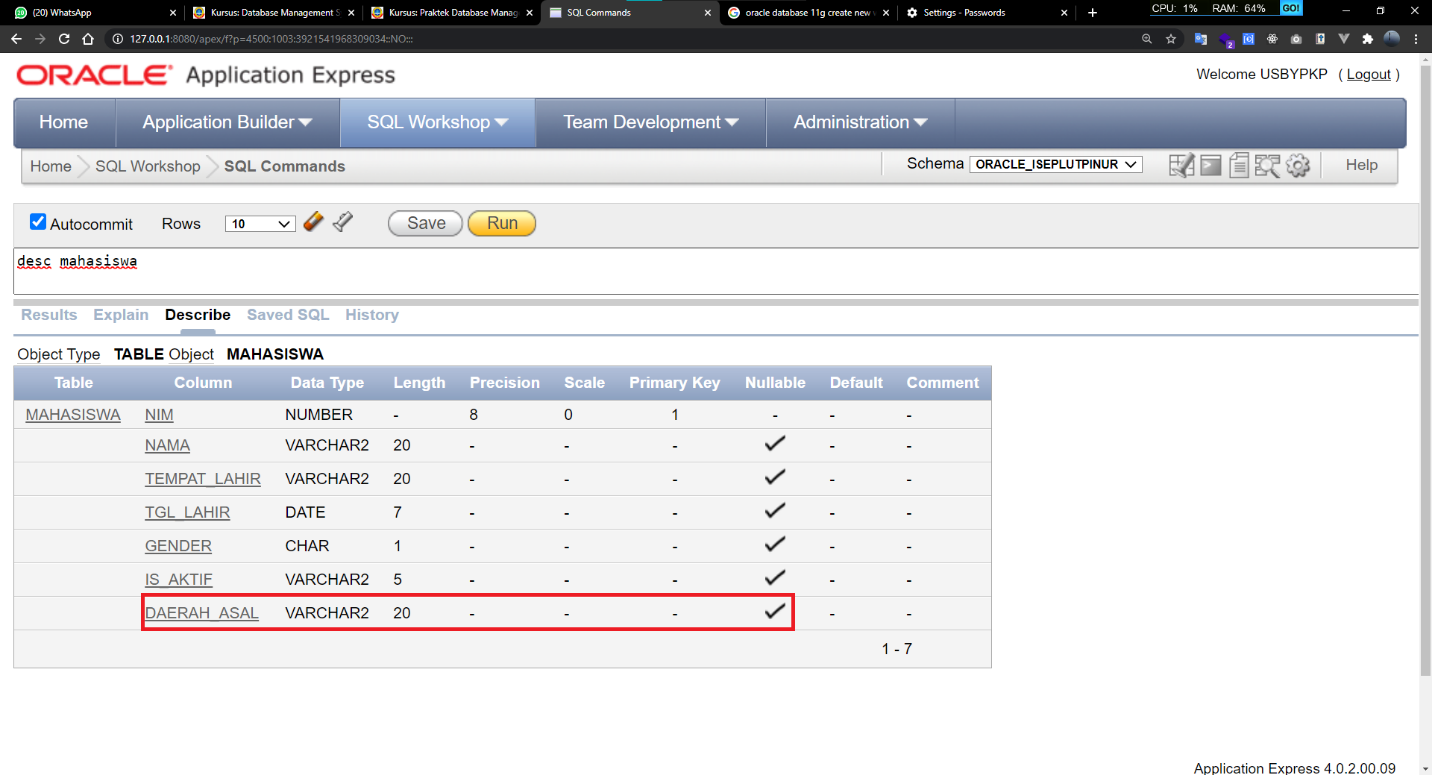 (20) WhatsApp
Kursus: Database Management S
Kursus: Praktek Database Manag
SQL Commands
oracle database 11g create new
Settings - Passwords
CPU: 1% RAM: 64% GO!
127.0.0.1:8080/apex/f?p=4500:1003:3921541968309034::NO:::
2
ORACLE Application Express
Welcome USBYPKP ( Logout )
Home Application Builder SQL Workshop Team Development Administration
Home SQL Workshop SQL Commands
Schema ORACLE_ISEPLUTPINUR
Help
Autocommit Rows 10 Save Run
desc mahasiswa
Results Explain Describe Saved SQL History
Object Type TABLE Object MAHASISWA
Table Column Data Type Length Precision Scale Primary Key Nullable Default Comment
MAHASISWA NIM NUMBER - 8 0 1 - - -
NAMA VARCHAR2 20 - - - ✓ - -
TEMPAT_LAHIR VARCHAR2 20 - - - ✓ - -
TGL_LAHIR DATE 7 - - - ✓ - -
GENDER CHAR 1 - - - ✓ - -
IS_AKTIF VARCHAR2 5 - - - ✓ - -
DAERAH_ASAL VARCHAR2 20 - - - ✓ - -
1 - 7
Application Express 4.0.2.00.09